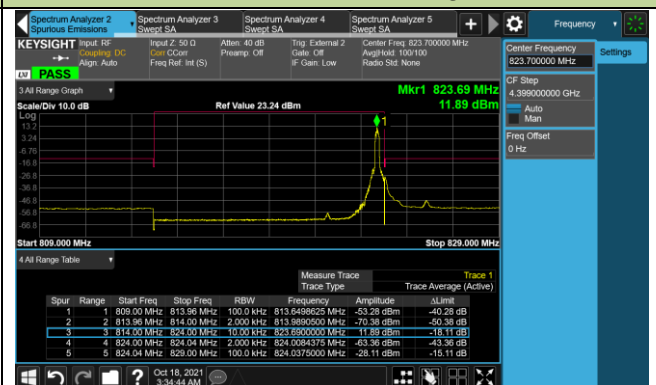 Spectrum Analyzer 2
Spurious Emissions
Spectrum Analyzer 3
Swept SA
Spectrum Analyzer 4
Swept SA
Spectrum Analyzer 5
Swept SA
+
Frequency
KEYSIGHT
Input: RF
Coupling: DC
Align: Auto
Input Z: 50 Ω
Corr CCorr
Freq Ref: Int (S)
Atten: 40 dB
Preamp: Off
Trig: External 2
Gate: Off
IF Gain: Low
Center Freq: 823.700000 MHz
Avg|Hold: 100/100
Radio Std: None
LXI PASS
Center Frequency
823.700000 MHz
Settings
CF Step
4.399000000 GHz
Auto
Man
Freq Offset
0 Hz
3 All Range Graph
Mkr1 823.69 MHz
11.89 dBm
Scale/Div 10.0 dB
Ref Value 23.24 dBm
Log
1
13.2
3.24
-6.76
-16.8
-26.8
-36.8
-46.8
-56.8
-66.8
Start 809.000 MHz
Stop 829.000 MHz
4 All Range Table
Measure Trace Trace 1
Trace Type Trace Average (Active)
Spur Range Start Freq Stop Freq RBW Frequency Amplitude ΔLimit
1 1 809.00 MHz 813.96 MHz 100.0 kHz 813.6498625 MHz -53.28 dBm -40.28 dB
2 2 813.96 MHz 814.00 MHz 2.000 kHz 813.9890500 MHz -70.38 dBm -50.38 dB
3 3 814.00 MHz 824.00 MHz 10.00 kHz 823.6900000 MHz 11.89 dBm -18.11 dB
4 4 824.00 MHz 824.04 MHz 2.000 kHz 824.0084375 MHz -63.36 dBm -43.36 dB
5 5 824.04 MHz 829.00 MHz 100.0 kHz 824.0375000 MHz -28.11 dBm -15.11 dB
?
Oct 18, 2021
3:34:44 AM